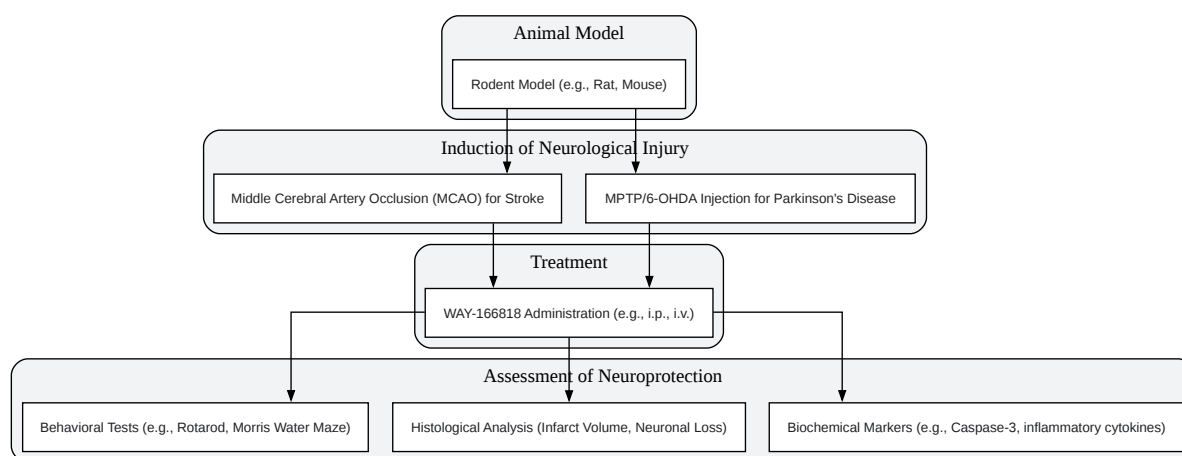 Animal Model
Rodent Model (e.g., Rat, Mouse)
Induction of Neurological Injury
Middle Cerebral Artery Occlusion (MCAO) for Stroke
MPTP/6-OHDA Injection for Parkinson's Disease
Treatment
WAY-166818 Administration (e.g., i.p., i.v.)
Assessment of Neuroprotection
Behavioral Tests (e.g., Rotarod, Morris Water Maze)
Histological Analysis (Infarct Volume, Neuronal Loss)
Biochemical Markers (e.g., Caspase-3, inflammatory cytokines)